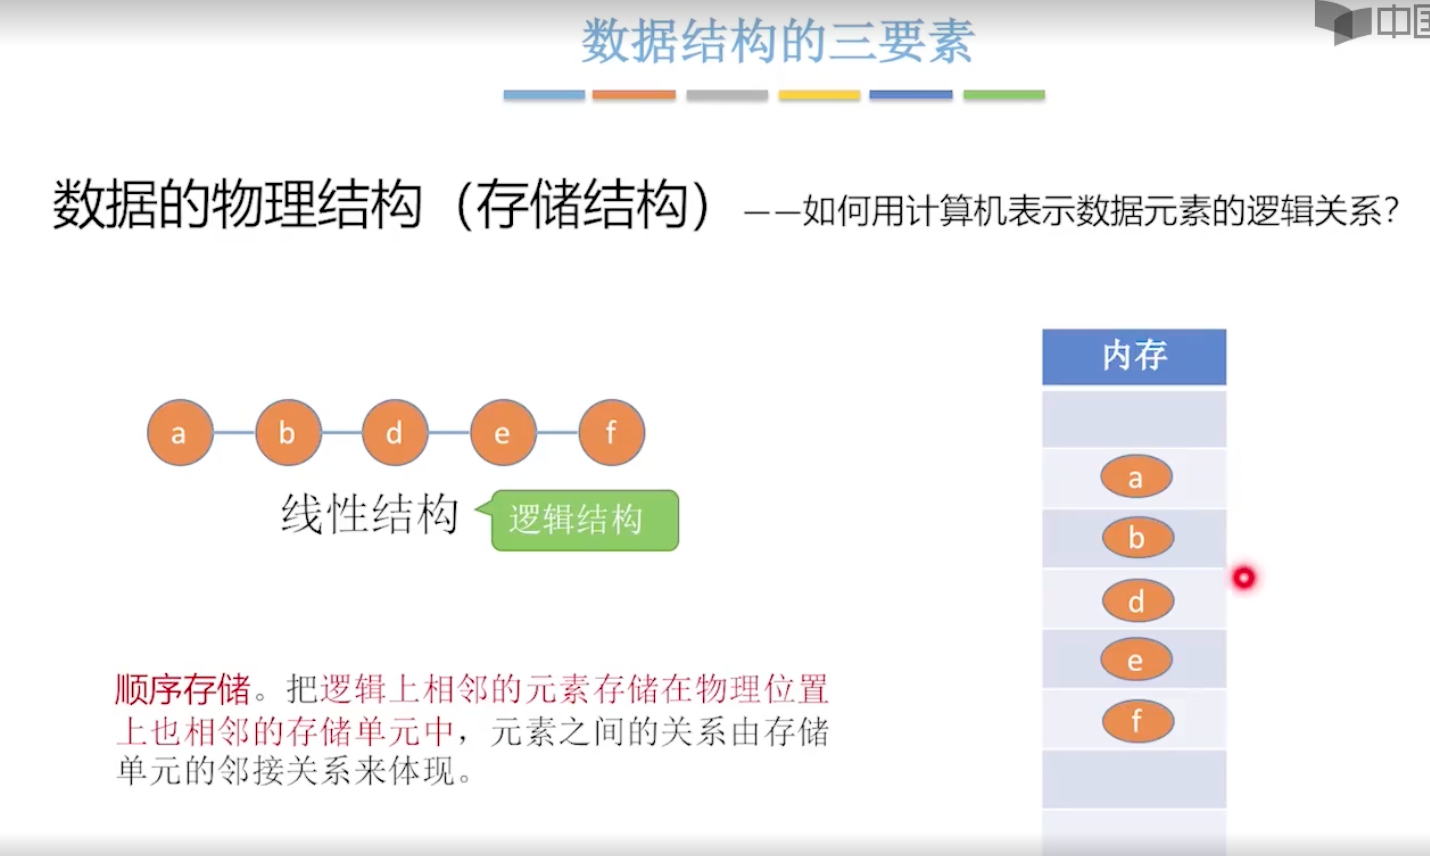 数据结构的三要素
中国
数据的物理结构（存储结构）——如何用计算机表示数据元素的逻辑关系？
a b d e f
线性结构
逻辑结构
顺序存储。把逻辑上相邻的元素存储在物理位置
上也相邻的存储单元中，元素之间的关系由存储
单元的邻接关系来体现。
内存
a
b
d
e
f